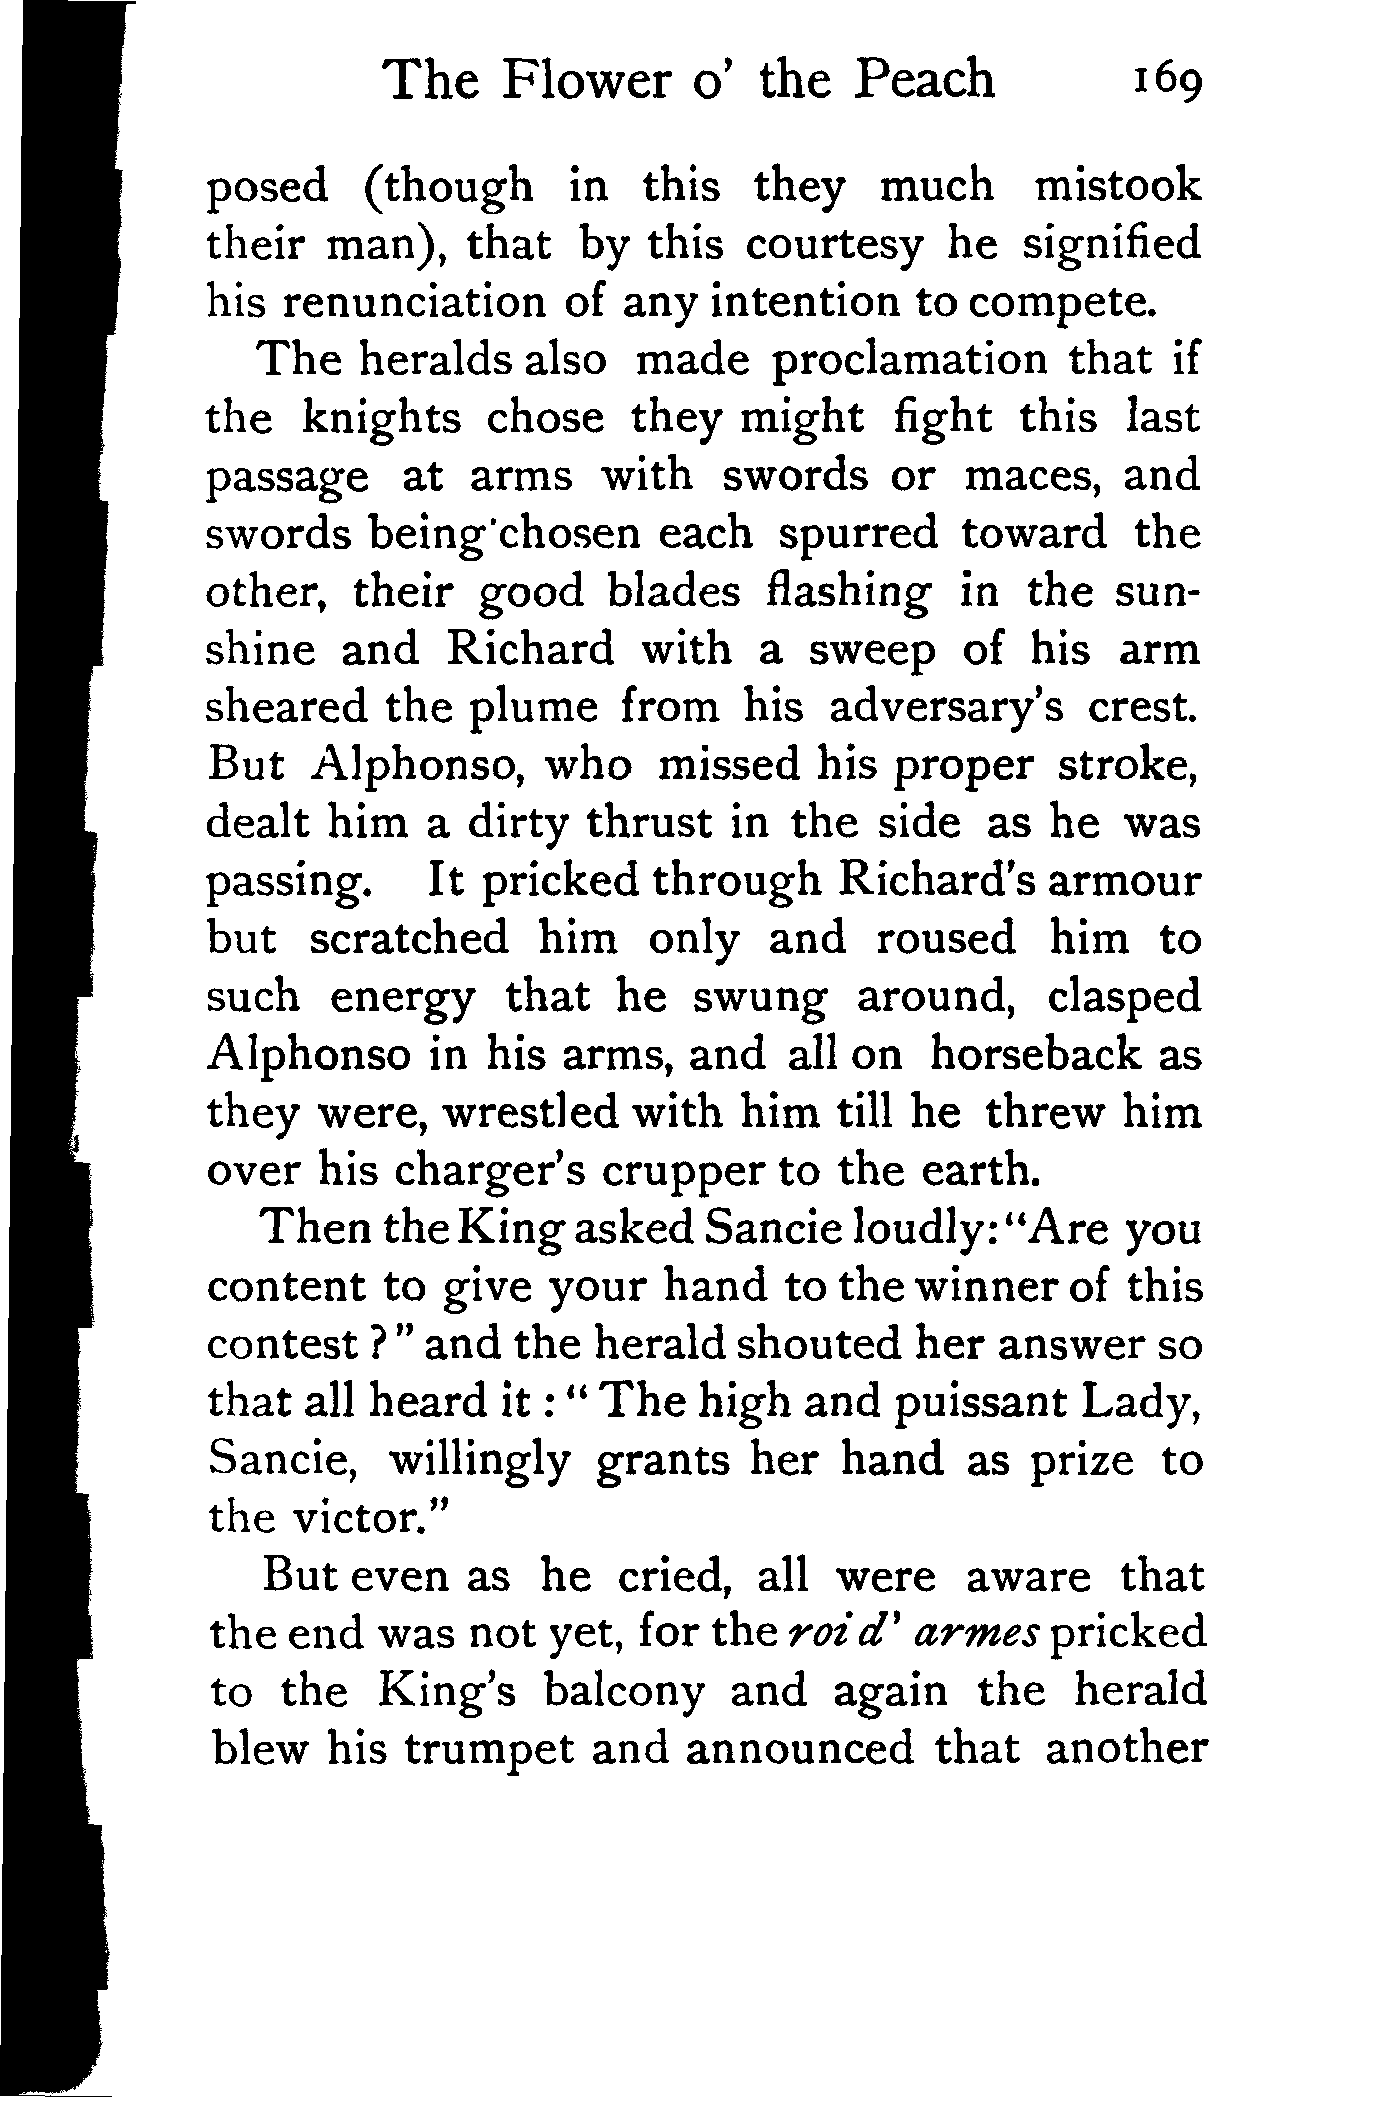 The Flower o' the Peach 169
posed (though in this they much mistook
their man), that by this courtesy he signified
his renunciation of any intention to compete.
The heralds also made proclamation that if
the knights chose they might fight this last
passage at arms with swords or maces, and
swords being chosen each spurred toward the
other, their good blades flashing in the sun-
shine and Richard with a sweep of his arm
sheared the plume from his adversary's crest.
But Alphonso, who missed his proper stroke,
dealt him a dirty thrust in the side as he was
passing. It pricked through Richard's armour
but scratched him only and roused him to
such energy that he swung around, clasped
Alphonso in his arms, and all on horseback as
they were, wrestled with him till he threw him
over his charger's crupper to the earth.
Then the King asked Sancie loudly: "Are you
content to give your hand to the winner of this
contest?" and the herald shouted her answer so
that all heard it: "The high and puissant Lady,
Sancie, willingly grants her hand as prize to
the victor."
But even as he cried, all were aware that
the end was not yet, for the roi d' armes pricked
to the King's balcony and again the herald
blew his trumpet and announced that another